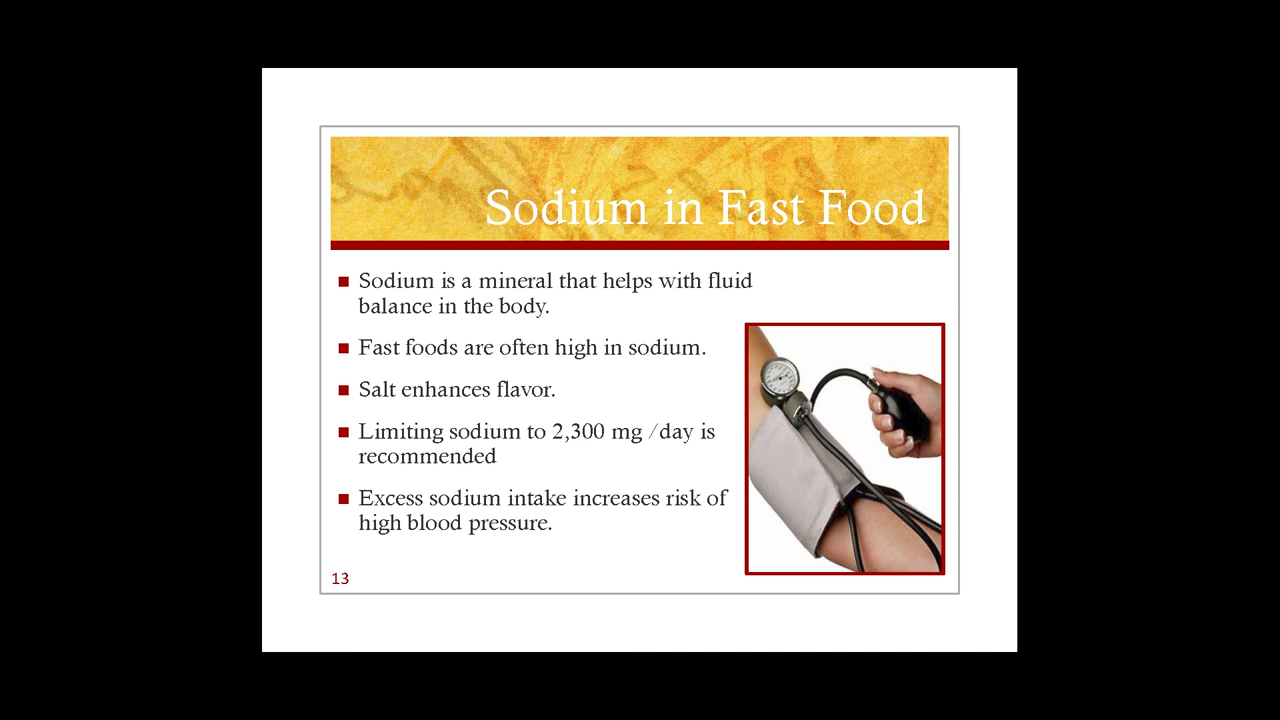 Sodium in Fast Food
Sodium is a mineral that helps with fluid
balance in the body.
Fast foods are often high in sodium.
Salt enhances flavor.
Limiting sodium to 2,300 mg /day is
recommended
Excess sodium intake increases risk of
high blood pressure.
13